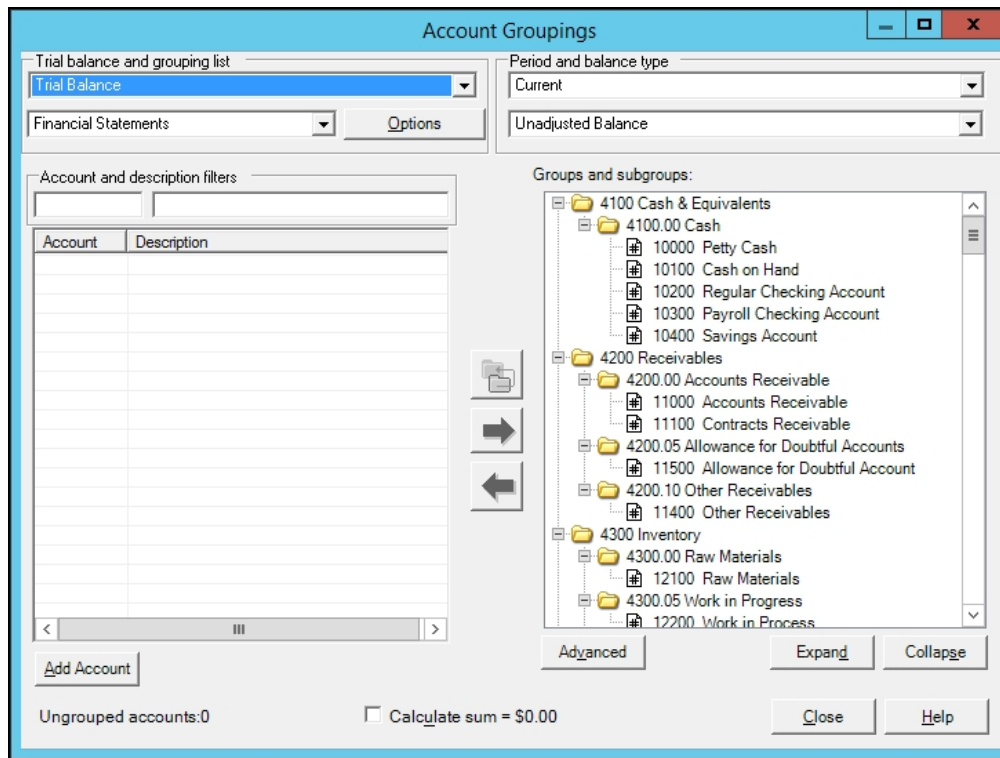 Account Groupings
Trial balance and grouping list
Trial Balance
Financial Statements
Options
Period and balance type
Current
Unadjusted Balance
Account and description filters
Account Description
Groups and subgroups:
4100 Cash & Equivalents
4100.00 Cash
10000 Petty Cash
10100 Cash on Hand
10200 Regular Checking Account
10300 Payroll Checking Account
10400 Savings Account
4200 Receivables
4200.00 Accounts Receivable
11000 Accounts Receivable
11100 Contracts Receivable
4200.05 Allowance for Doubtful Accounts
11500 Allowance for Doubtful Account
4200.10 Other Receivables
11400 Other Receivables
4300 Inventory
4300.00 Raw Materials
12100 Raw Materials
4300.05 Work in Progress
12200 Work in Process
Advanced Expand Collapse
Add Account
Ungrouped accounts:0
Calculate sum = $0.00
Close Help